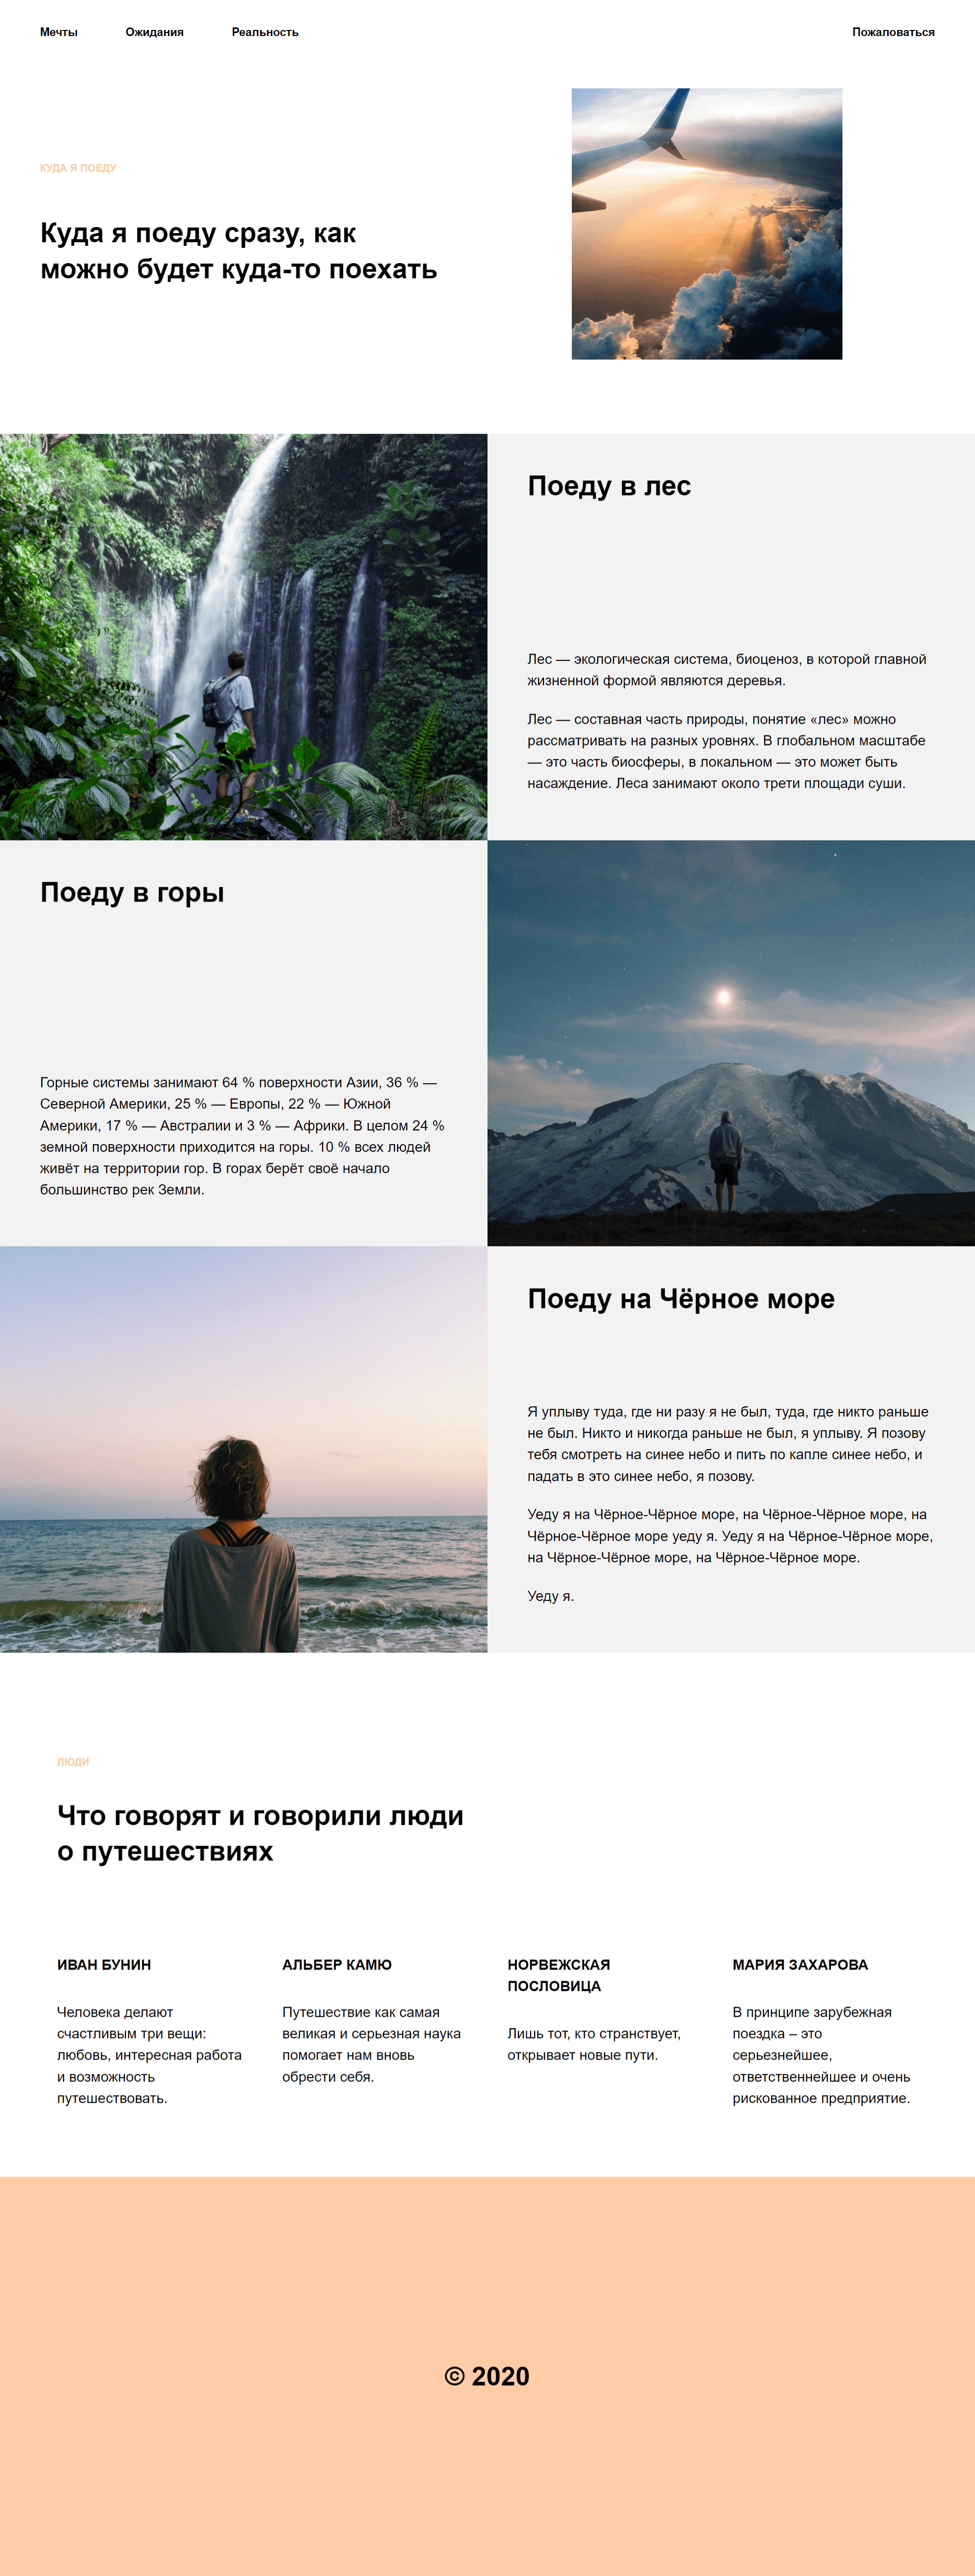 Мечты Ожидания Реальность Пожаловаться
КУДА Я ПОЕДУ
Куда я поеду сразу, как
можно будет куда-то поехать
Поеду в лес
Лес — экологическая система, биоценоз, в которой главной
жизненной формой являются деревья.
Лес — составная часть природы, понятие «лес» можно
рассматривать на разных уровнях. В глобальном масштабе
— это часть биосферы, в локальном — это может быть
насаждение. Леса занимают около трети площади суши.
Поеду в горы
Горные системы занимают 64 % поверхности Азии, 36 % —
Северной Америки, 25 % — Европы, 22 % — Южной
Америки, 17 % — Австралии и 3 % — Африки. В целом 24 %
земной поверхности приходится на горы. 10 % всех людей
живёт на территории гор. В горах берёт своё начало
большинство рек Земли.
Поеду на Чёрное море
Я уплыву туда, где ни разу я не был, туда, где никто раньше
не был. Никто и никогда раньше не был, я уплыву. Я позову
тебя смотреть на синее небо и пить по капле синее небо, и
падать в это синее небо, я позову.
Уеду я на Чёрное-Чёрное море, на Чёрное-Чёрное море, на
Чёрное-Чёрное море уеду я. Уеду я на Чёрное-Чёрное море,
на Чёрное-Чёрное море, на Чёрное-Чёрное море.
Уеду я.
ЛЮДИ
Что говорят и говорили люди
о путешествиях
ИВАН БУНИН
Человека делают
счастливым три вещи:
любовь, интересная работа
и возможность
путешествовать.
АЛЬБЕР КАМЮ
Путешествие как самая
великая и серьезная наука
помогает нам вновь
обрести себя.
НОРВЕЖСКАЯ
ПОСЛОВИЦА
Лишь тот, кто странствует,
открывает новые пути.
МАРИЯ ЗАХАРОВА
В принципе зарубежная
поездка – это
серьезнейшее,
ответственнейшее и очень
рискованное предприятие.
© 2020